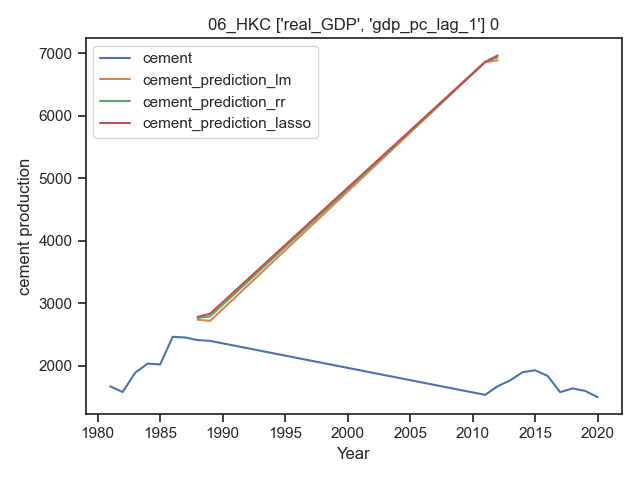 06_HKC ['real_GDP', 'gdp_pc_lag_1'] 0
cement
cement_prediction_lm
cement_prediction_rr
cement_prediction_lasso
cement production
7000
6000
5000
4000
3000
2000
1980
1985
1990
1995
2000
2005
2010
2015
2020
Year